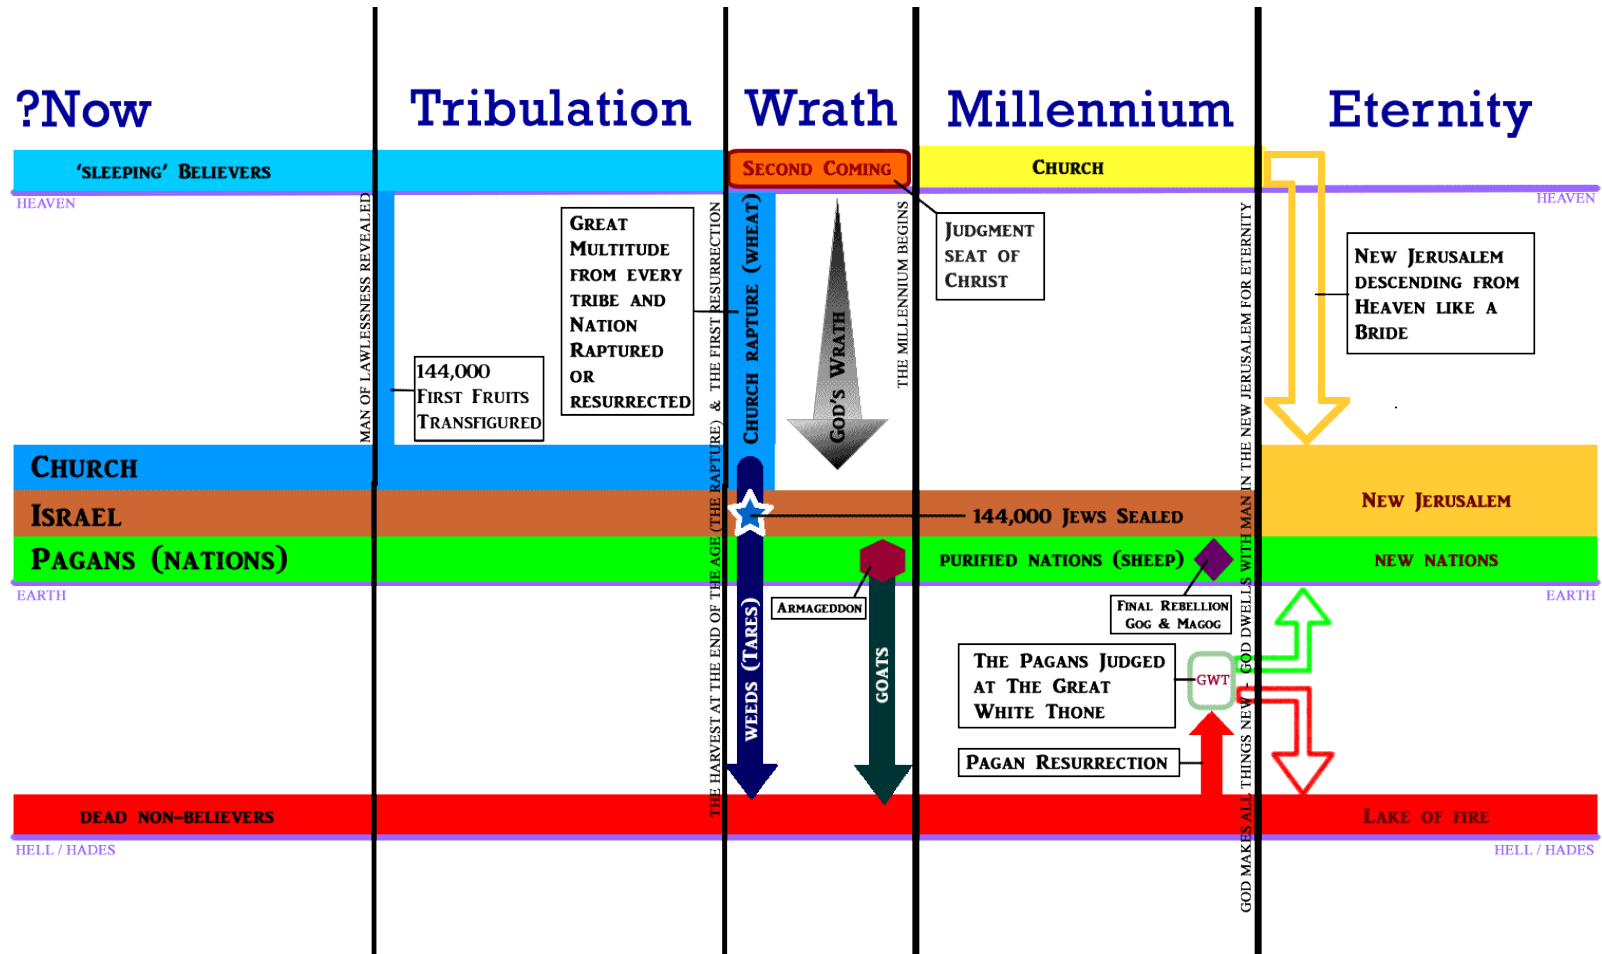 ?Now
Tribulation
Wrath
Millennium
Eternity
'SLEEPING' BELIEVERS
SECOND COMING
CHURCH
HEAVEN
HEAVEN
MAN OF LAWLESSNESS REVEALED
144,000
FIRST FRUITS
TRANSFIGURED
GREAT
MULTITUDE
FROM EVERY
TRIBE AND
NATION
RAPTURED
OR
RESURRECTED
THE HARVEST AT THE END OF THE AGE (THE RAPTURE) & THE FIRST RESURRECTION
CHURCH RAPTURE (WHEAT)
GOD'S WRATH
THE MILLENNIUM BEGINS
JUDGMENT
SEAT OF
CHRIST
GOD MAKES ALL THINGS NEW - GOD DWELLS WITH MAN IN THE NEW JERUSALEM FOR ETERNITY
NEW JERUSALEM
DESCENDING FROM
HEAVEN LIKE A
BRIDE
CHURCH
ISRAEL
144,000 JEWS SEALED
NEW JERUSALEM
PAGANS (NATIONS)
PURIFIED NATIONS (SHEEP)
NEW NATIONS
EARTH
EARTH
WEEDS (TARES)
ARMAGEDDON
GOATS
FINAL REBELLION
GOG & MAGOG
THE PAGANS JUDGED
AT THE GREAT
WHITE THONE
GWT
PAGAN RESURRECTION
DEAD NON-BELIEVERS
LAKE OF FIRE
HELL / HADES
HELL / HADES